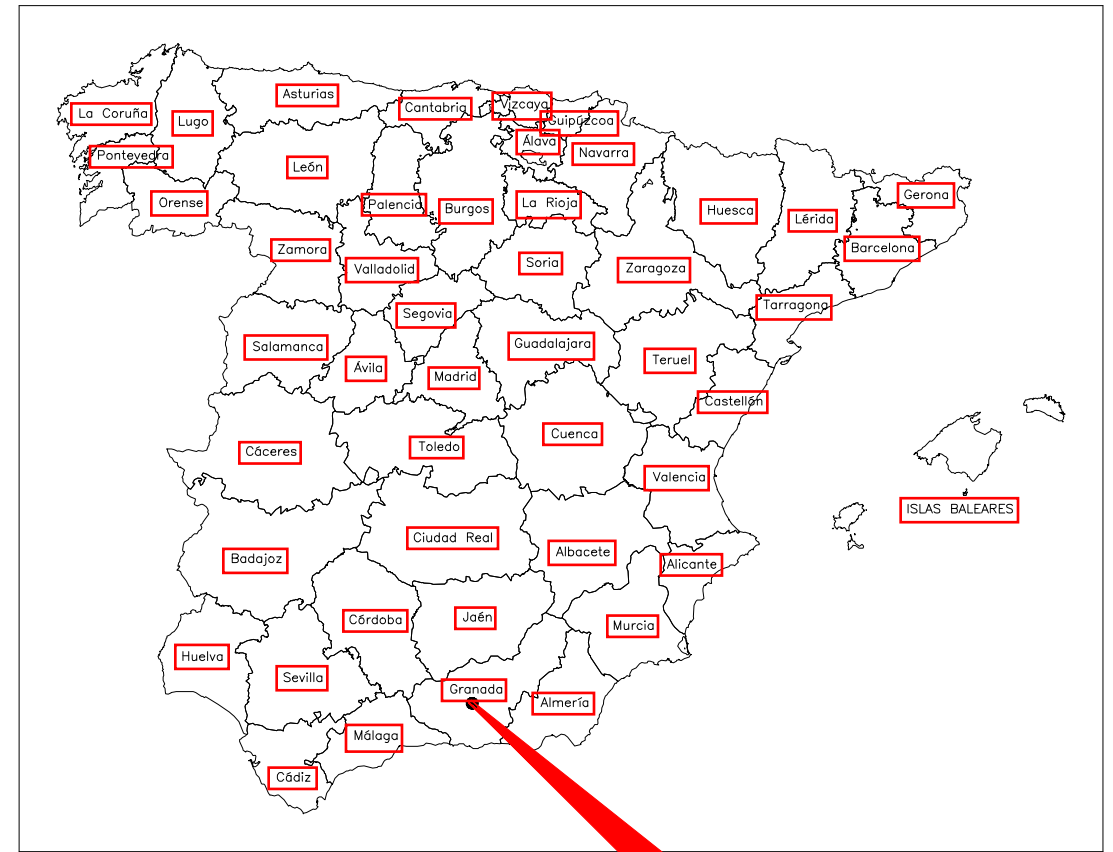 Asturias
Cantabria
Vizcaya
Guipúzcoa
La Coruña
Lugo
Álava
Navarra
Pontevedra
León
Orense
Palencia
Burgos
La Rioja
Huesca
Lérida
Gerona
Zamora
Valladolid
Soria
Zaragoza
Barcelona
Segovia
Tarragona
Salamanca
Ávila
Madrid
Guadalajara
Teruel
Castellón
Cáceres
Toledo
Cuenca
Valencia
ISLAS BALEARES
Badajoz
Ciudad Real
Albacete
Alicante
Córdoba
Jaén
Murcia
Huelva
Sevilla
Granada
Almería
Málaga
Cádiz